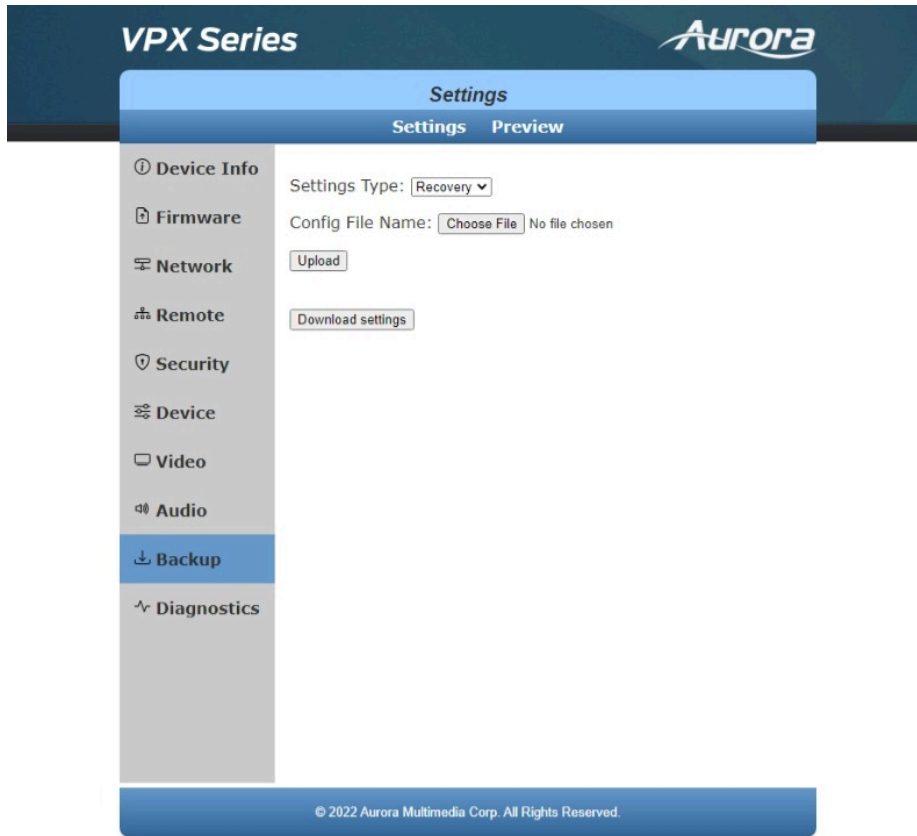 VPX Series
Aurora
Settings
Settings Preview
Device Info
Firmware
Network
Remote
Security
Device
Video
Audio
Backup
Diagnostics
Settings Type: Recovery
Config File Name: Choose File No file chosen
Upload
Download settings
© 2022 Aurora Multimedia Corp. All Rights Reserved.